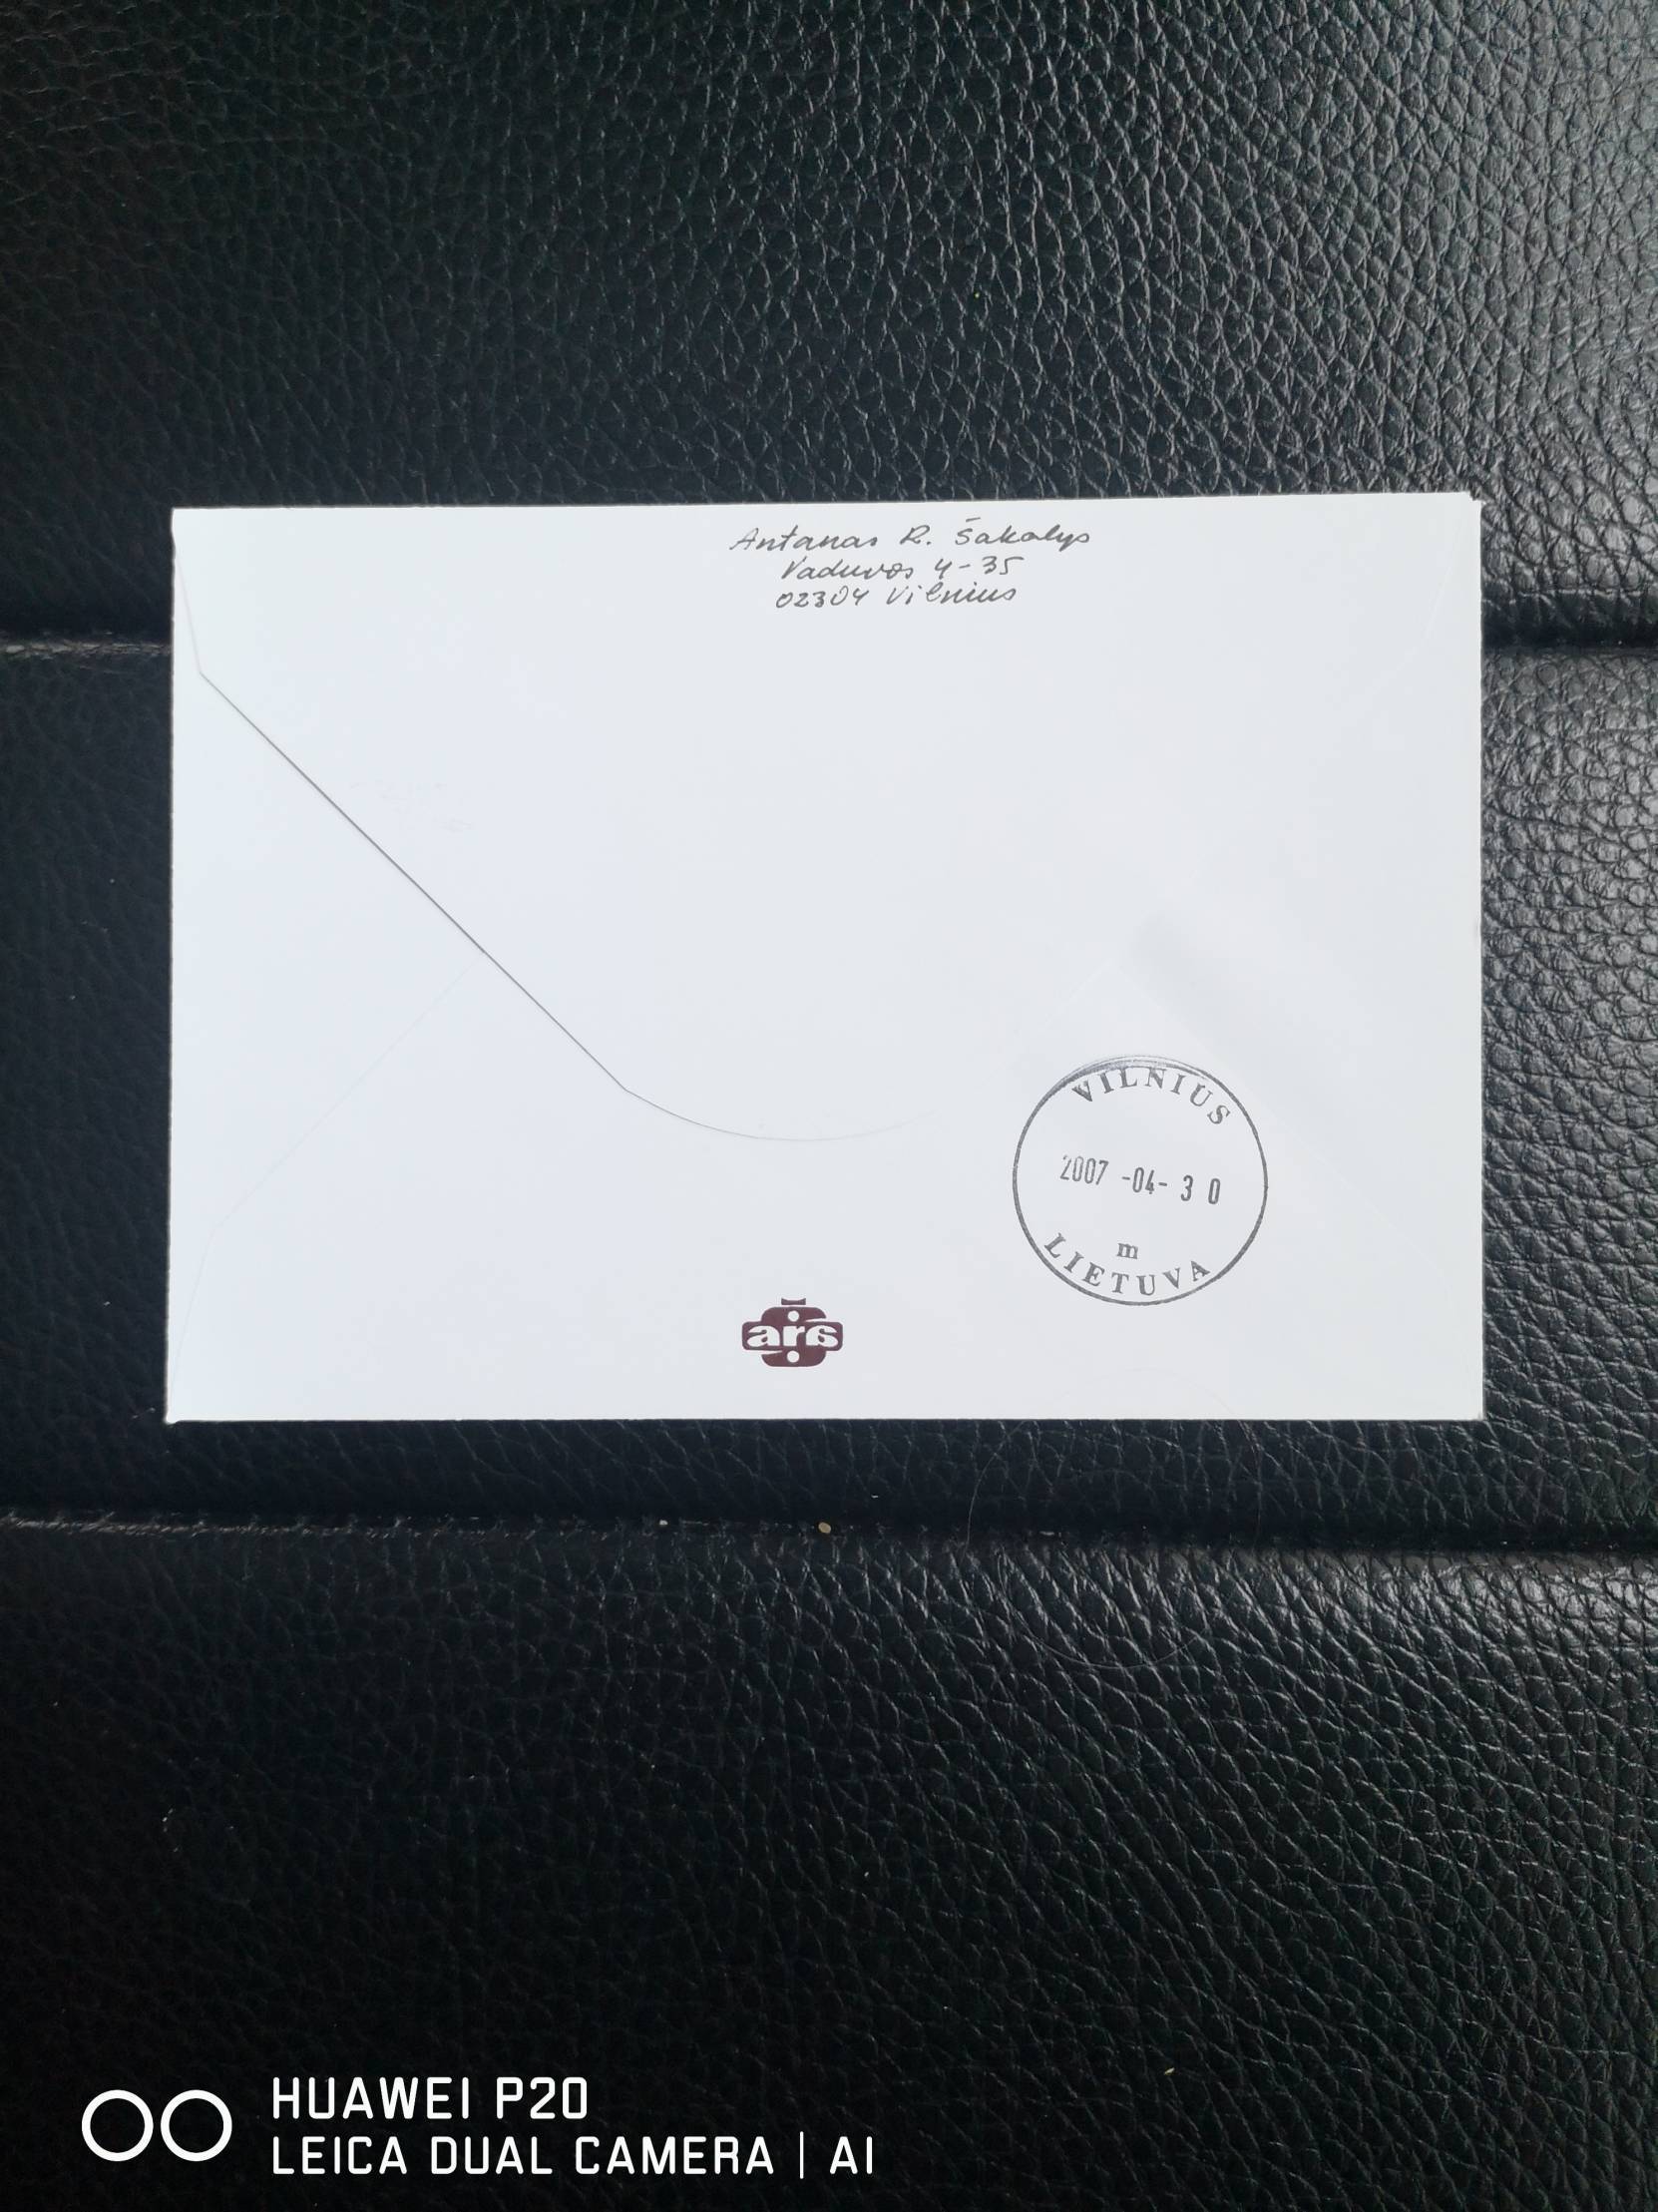 Antanas R. Šakalys
Vaduvos 4-35
02304 Vilnius
VILNIUS
2007 -04- 3 0
m
LIETUVA
ars
HUAWEI P20
LEICA DUAL CAMERA | AI